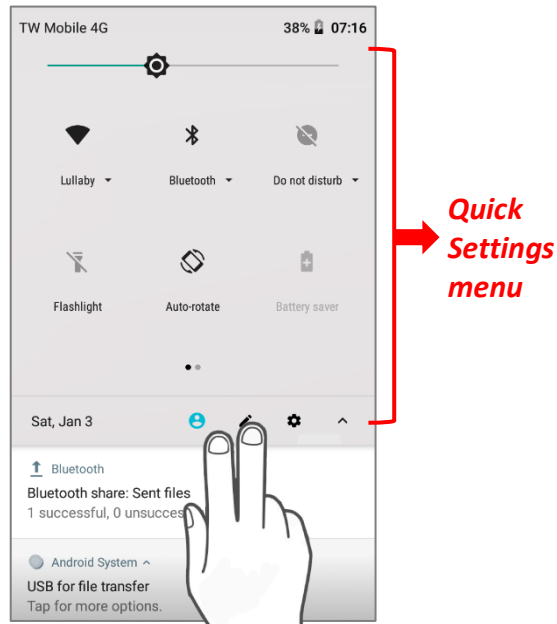 TW Mobile 4G 38% 07:16
Lullaby Bluetooth Do not disturb
Quick
Settings
menu
Flashlight Auto-rotate Battery saver
Sat, Jan 3
Bluetooth
Bluetooth share: Sent files
1 successful, 0
Android System
USB for file transfer
Tap for more options.